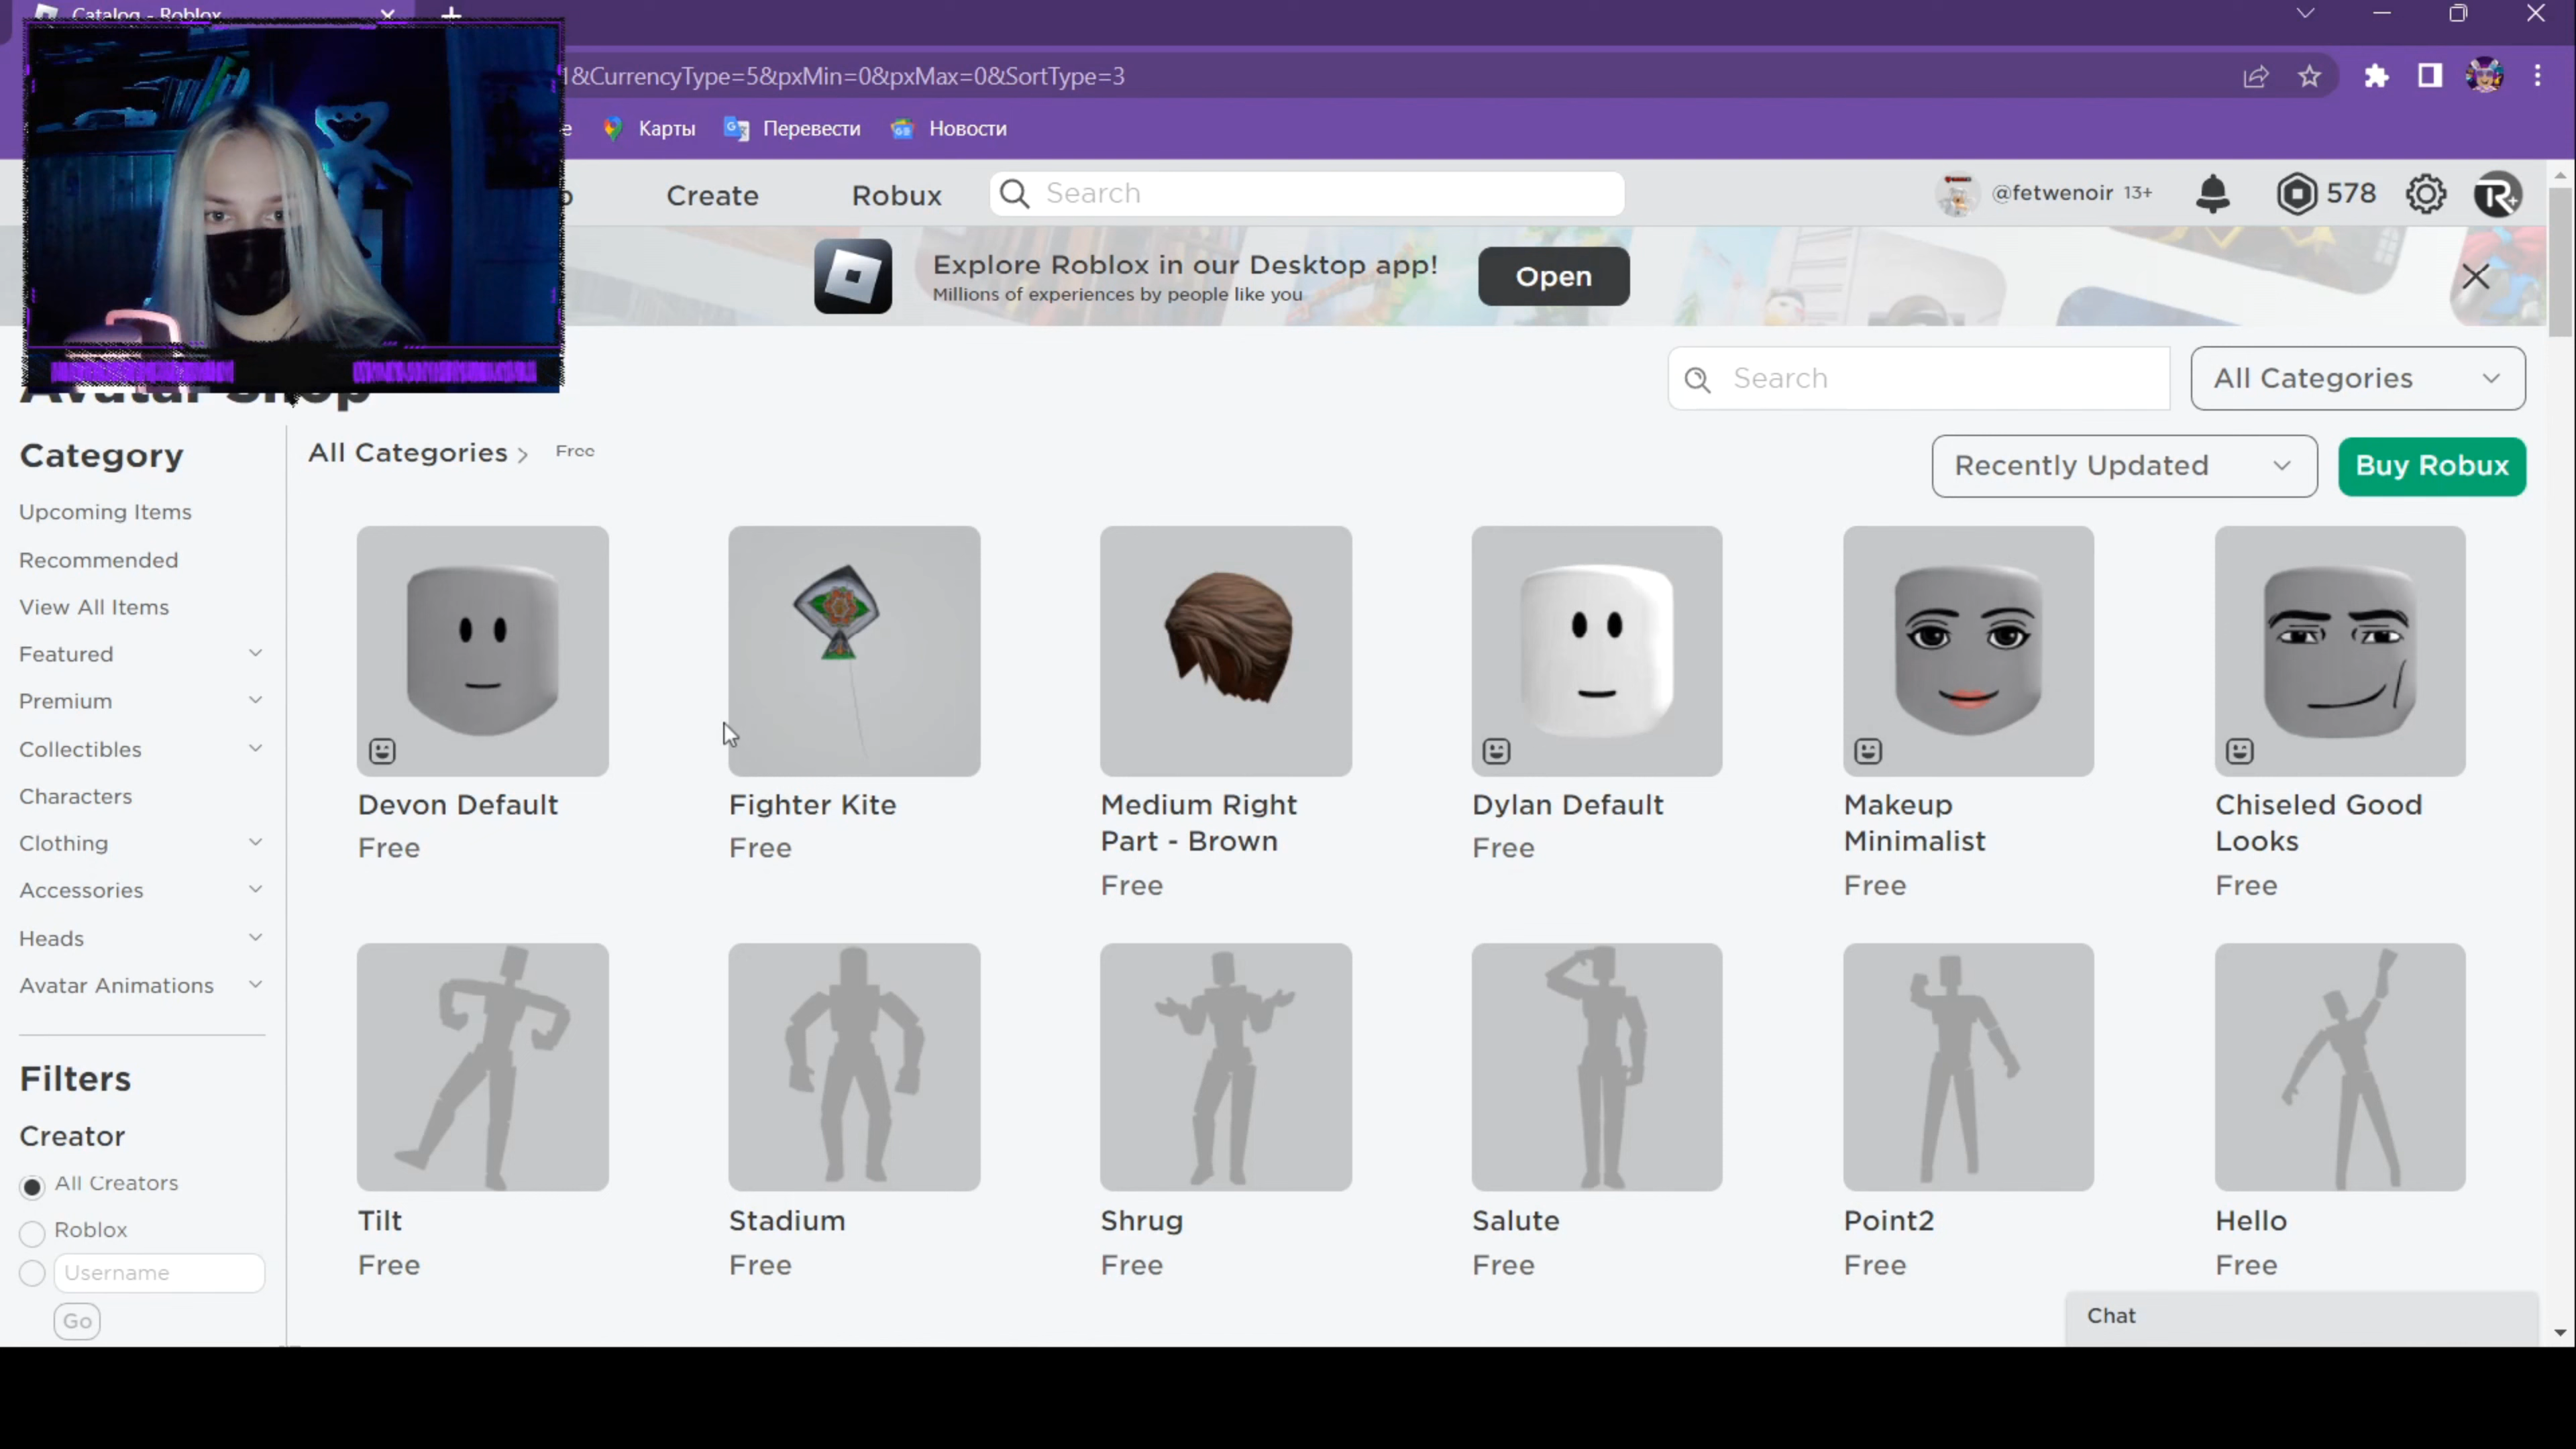 Catalog - Roblox
1&CurrencyType=5&pxMin=0&pxMax=0&SortType=3
Карты
Перевести
Новости
Create
Robux
Search
@fetwenoir 13+
578
Explore Roblox in our Desktop app!
Millions of experiences by people like you
Open
Avatar Shop
Search
All Categories
Category
All Categories
Free
Recently Updated
Buy Robux
Upcoming Items
Recommended
View All Items
Featured
Premium
Collectibles
Characters
Clothing
Accessories
Heads
Avatar Animations
Devon Default
Free
Fighter Kite
Free
Medium Right
Part - Brown
Free
Dylan Default
Free
Makeup
Minimalist
Free
Chiseled Good
Looks
Free
Filters
Creator
All Creators
Roblox
Username
Go
Tilt
Free
Stadium
Free
Shrug
Free
Salute
Free
Point2
Free
Hello
Free
Chat